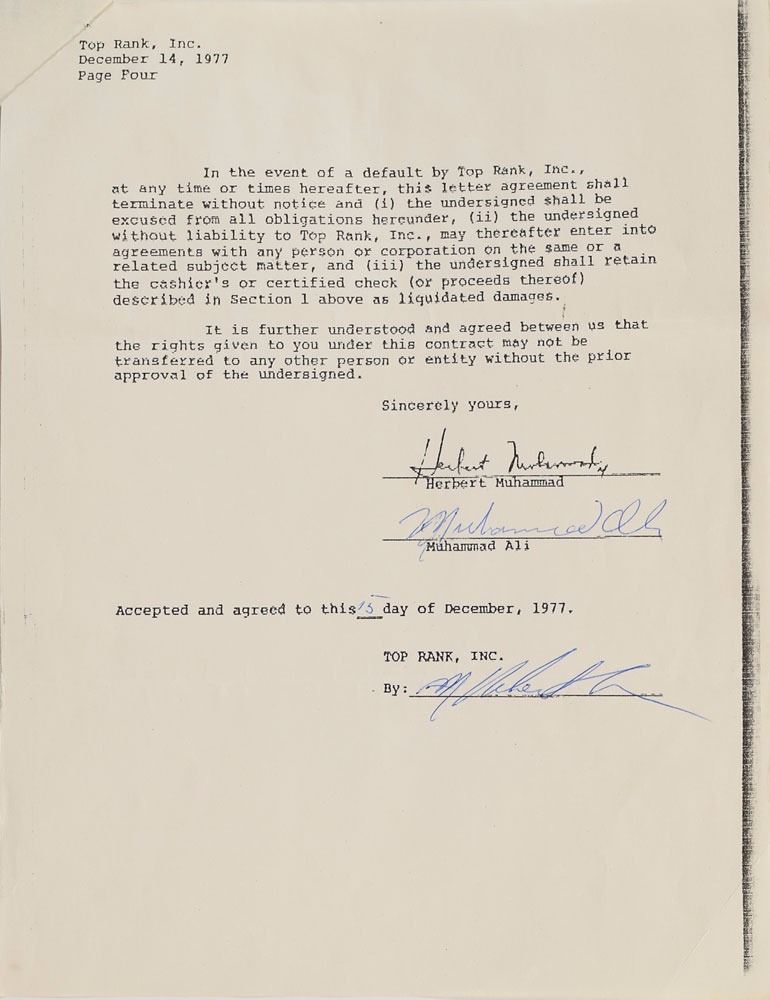 Top Rank, Inc.
December 14, 1977
Page Four
In the event of a default by Top Rank, Inc.,
at any time or times hereafter, this letter agreement shall
terminate without notice and (i) the undersigned shall be
excused from all obligations hereunder, (ii) the undersigned
without liability to Top Rank, Inc., may thereafter enter into
agreements with any person or corporation on the same or a
related subject matter, and (iii) the undersigned shall retain
the cashier's or certified check (or proceeds thereof)
described in Section 1 above as liquidated damages.
It is further understood and agreed between us that
the rights given to you under this contract may not be
transferred to any other person or entity without the prior
approval of the undersigned.
Sincerely yours,
Herbert Muhammad
Herbert Muhammad
Muhammad Ali
Muhammad Ali
Accepted and agreed to this 15 day of December, 1977.
TOP RANK, INC.
By: